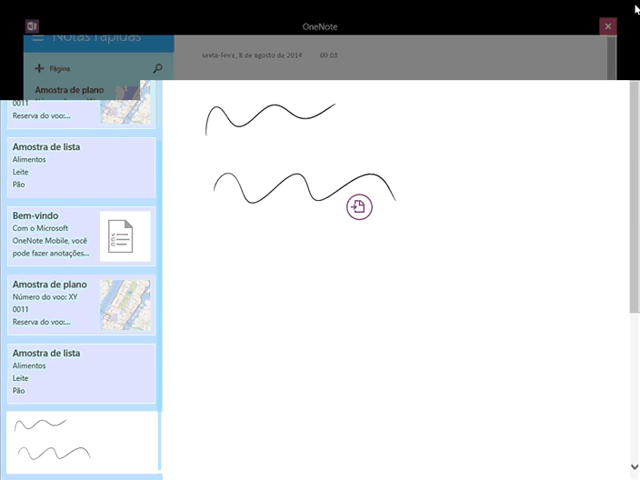 OneNote
Notas rápidas
sexta-feira, 8 de agosto de 2014 00:03
Página
Amostra de plano
0011
Reserva do voo:...
Amostra de lista
Alimentos
Leite
Pão
Bem-vindo
Com o Microsoft
OneNote Mobile, você
pode fazer anotações...
Amostra de plano
Número do voo: XY
0011
Reserva do voo:...
Amostra de lista
Alimentos
Leite
Pão